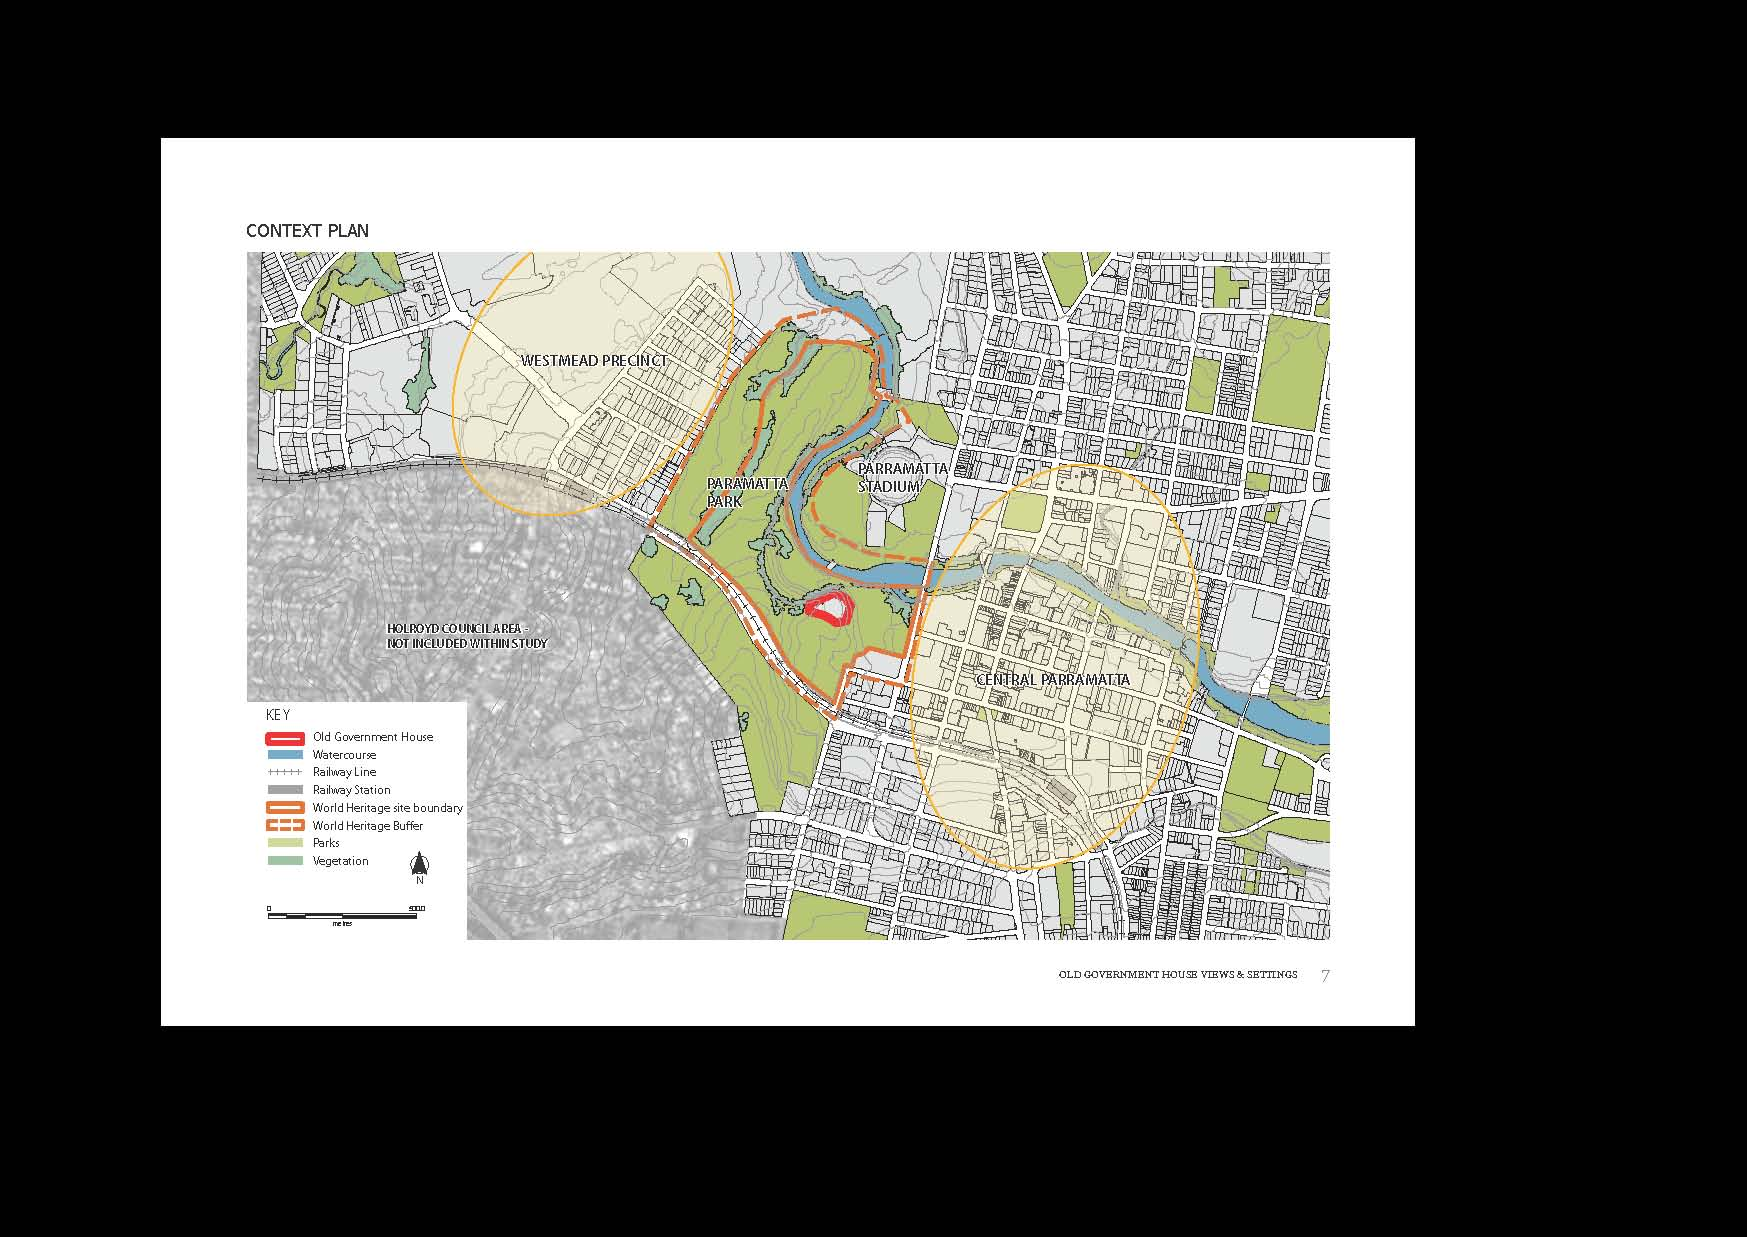 CONTEXT PLAN
WESTMEAD PRECINCT
PARRAMATTA
STADIUM
PARAMATTA
PARK
HOLROYD COUNCIL AREA -
NOT INCLUDED WITHIN STUDY
CENTRAL PARRAMATTA
KEY
Old Government House
Watercourse
Railway Line
Railway Station
World Heritage site boundary
World Heritage Buffer
Parks
Vegetation
N
0
metres
OLD GOVERNMENT HOUSE VIEWS & SETTINGS 7